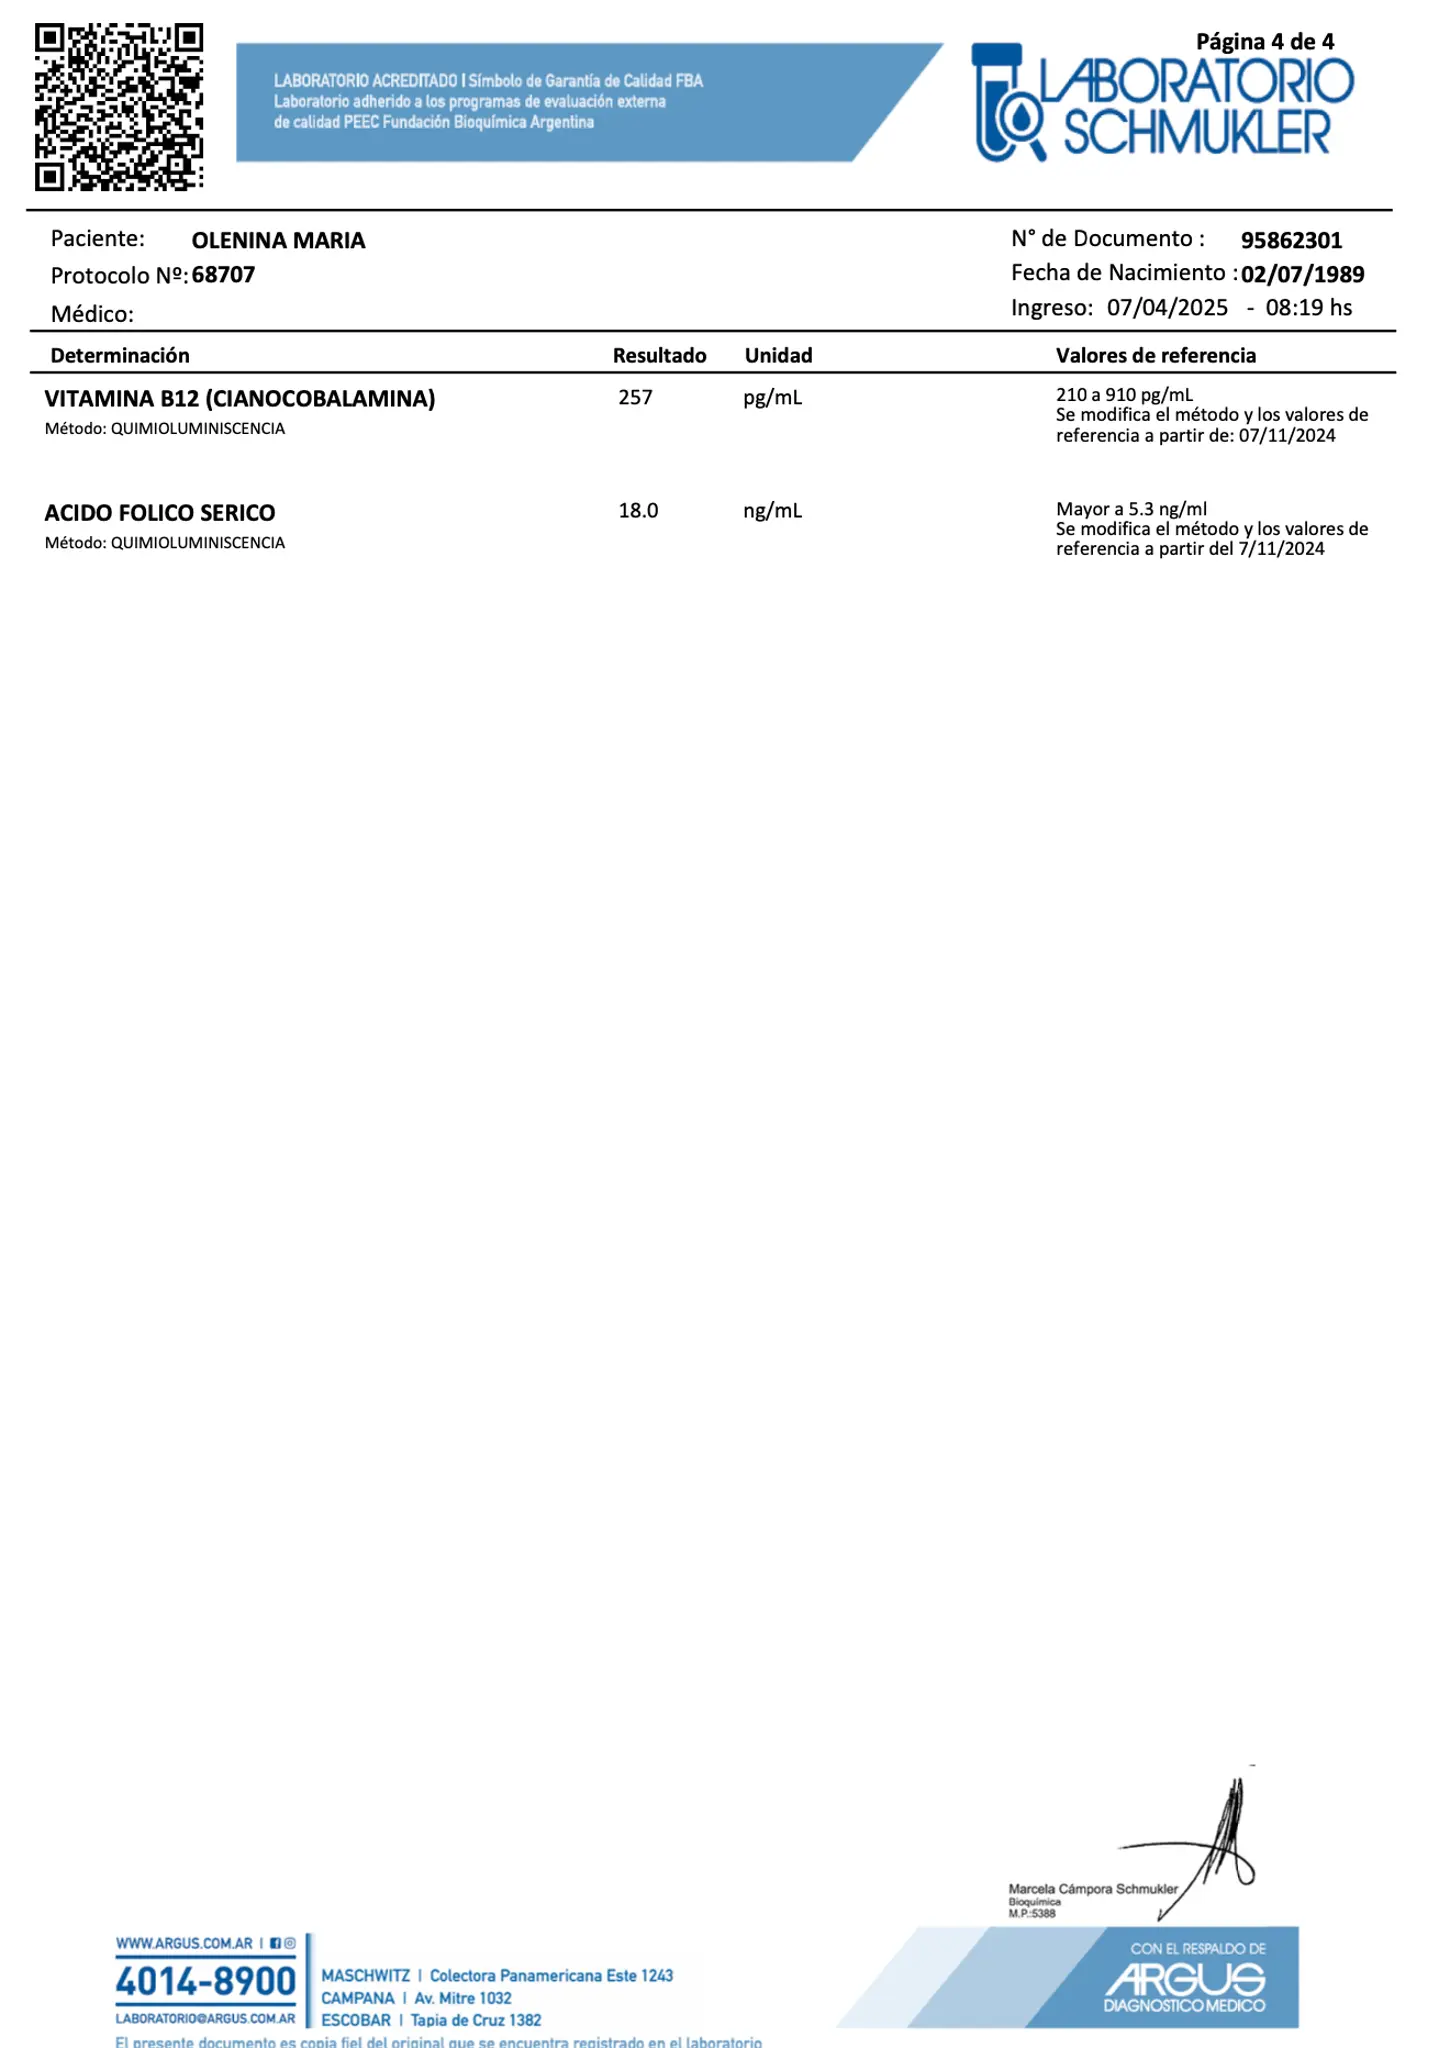 Página 4 de 4
LABORATORIO ACREDITADO | Símbolo de Garantía de Calidad FBA
Laboratorio adherido a los programas de evaluación externa
de calidad PEEC Fundación Bioquímica Argentina
LABORATORIO
SCHMUKLER
Paciente: OLENINA MARIA
N° de Documento : 95862301
Protocolo Nº: 68707
Fecha de Nacimiento : 02/07/1989
Médico:
Ingreso: 07/04/2025 - 08:19 hs
Determinación Resultado Unidad Valores de referencia
VITAMINA B12 (CIANOCOBALAMINA) 257 pg/mL 210 a 910 pg/mL
Se modifica el método y los valores de
Método: QUIMIOLUMINISCENCIA
referencia a partir de: 07/11/2024
ACIDO FOLICO SERICO 18.0 ng/mL Mayor a 5.3 ng/ml
Se modifica el método y los valores de
Método: QUIMIOLUMINISCENCIA
referencia a partir del 7/11/2024
Marcela Cámpora Schmukler
Bioquímica
M.P.:5388
WWW.ARGUS.COM.AR |
4014-8900
LABORATORIO@ARGUS.COM.AR
MASCHWITZ | Colectora Panamericana Este 1243
CAMPANA | Av. Mitre 1032
ESCOBAR | Tapia de Cruz 1382
CON EL RESPALDO DE
ARGUS
DIAGNOSTICO MEDICO
El presente documento es copia fiel del original que se encuentra registrado en el laboratorio